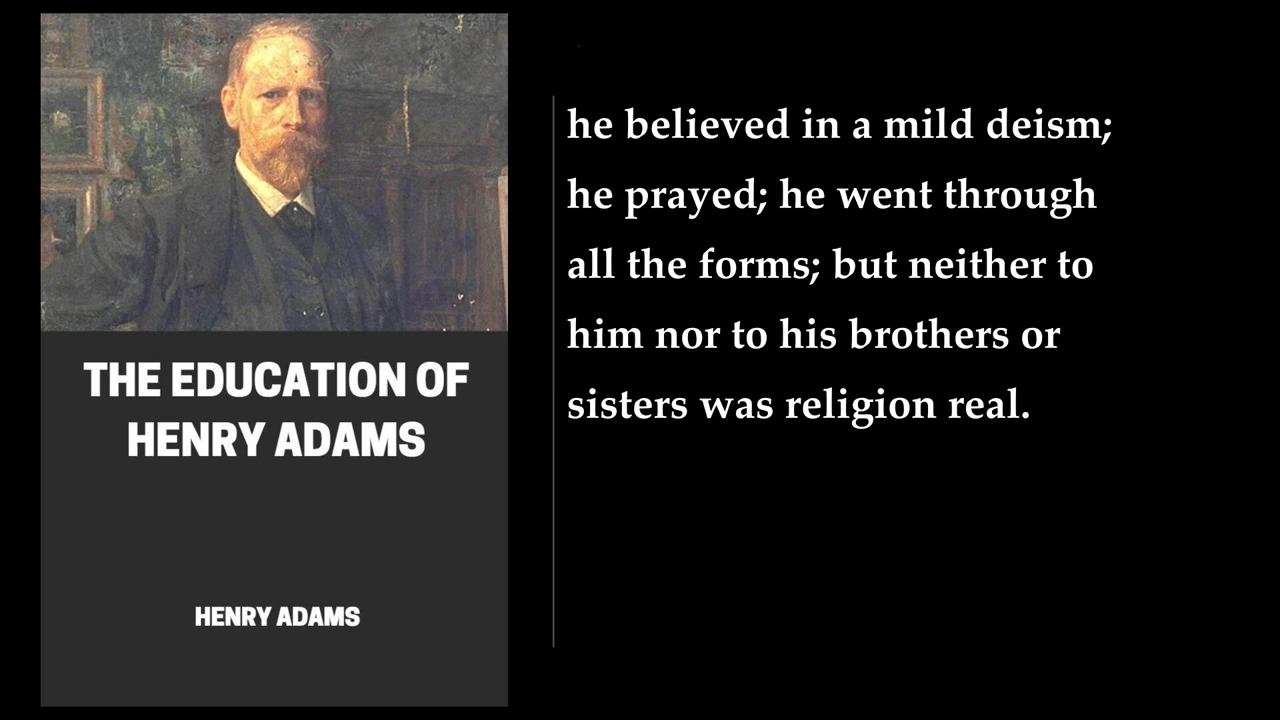 THE EDUCATION OF
HENRY ADAMS
HENRY ADAMS
he believed in a mild deism;
he prayed; he went through
all the forms; but neither to
him nor to his brothers or
sisters was religion real.